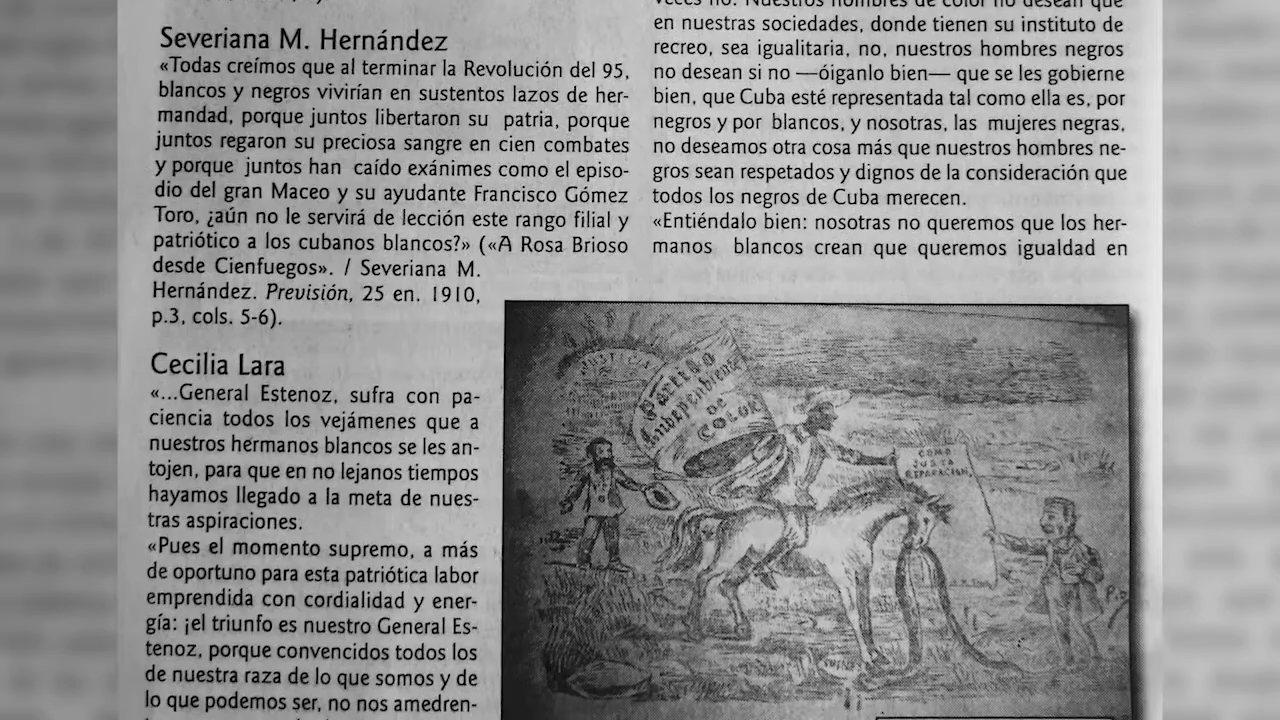 Severiana M. Hernández
«Todas creímos que al terminar la Revolución del 95,
blancos y negros vivirían en sustentos lazos de her-
mandad, porque juntos libertaron su patria, porque
juntos regaron su preciosa sangre en cien combates
y porque juntos han caído exánimes como el episo-
dio del gran Maceo y su ayudante Francisco Gómez
Toro, ¿aún no le servirá de lección este rango filial y
patriótico a los cubanos blancos?» («A Rosa Brioso
desde Cienfuegos». / Severiana M.
Hernández. Previsión, 25 en. 1910,
p.3, cols. 5-6).
Cecilia Lara
«...General Estenoz, sufra con pa-
ciencia todos los vejámenes que a
nuestros hermanos blancos se les an-
tojen, para que en no lejanos tiempos
hayamos llegado a la meta de nues-
tras aspiraciones.
«Pues el momento supremo, a más
de oportuno para esta patriótica labor
emprendida con cordialidad y ener-
gía: ¡el triunfo es nuestro General Es-
tenoz, porque convencidos todos los
de nuestra raza de lo que somos y de
lo que podemos ser, no nos amedren-
veces no. Nuestros hombres de color no desean que
en nuestras sociedades, donde tienen su instituto de
recreo, sea igualitaria, no, nuestros hombres negros
no desean si no —óiganlo bien— que se les gobierne
bien, que Cuba esté representada tal como ella es, por
negros y por blancos, y nosotras, las mujeres negras,
no deseamos otra cosa más que nuestros hombres ne-
gros sean respetados y dignos de la consideración que
todos los negros de Cuba merecen.
«Entiéndalo bien: nosotras no queremos que los her-
manos blancos crean que queremos igualdad en
Partido
Independiente
de
Color
COMO
JUSTA
REPARACION